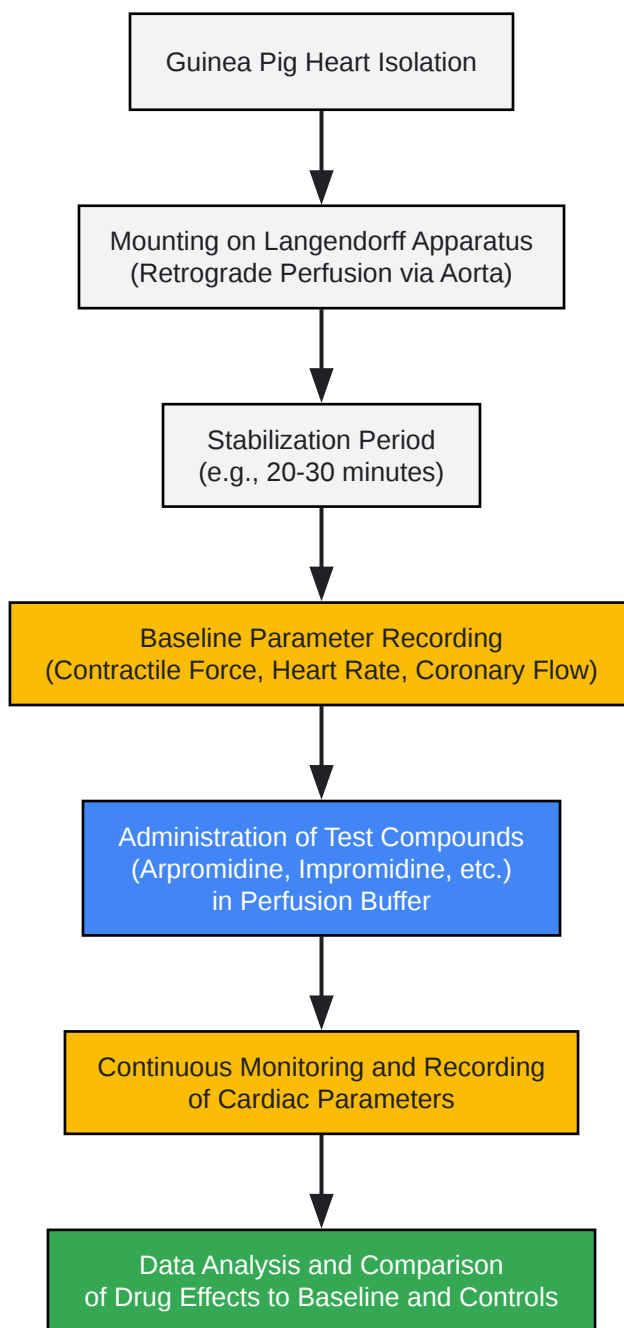 Guinea Pig Heart Isolation
Mounting on Langendorff Apparatus
(Retrograde Perfusion via Aorta)
Stabilization Period
(e.g., 20-30 minutes)
Baseline Parameter Recording
(Contractile Force, Heart Rate, Coronary Flow)
Administration of Test Compounds
(Arpromidine, Impromidine, etc.)
in Perfusion Buffer
Continuous Monitoring and Recording
of Cardiac Parameters
Data Analysis and Comparison
of Drug Effects to Baseline and Controls